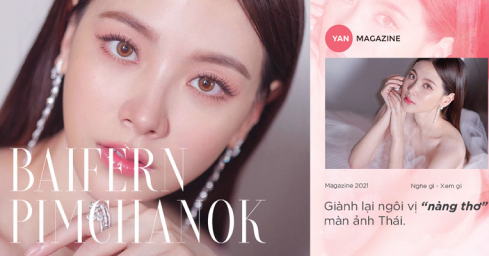 BAIFERN
PIMCHANOK
YAN MAGAZINE
Magazine 2021 Nghe gì - Xem gì
Giành lại ngôi vị “nàng thơ”
màn ảnh Thái.